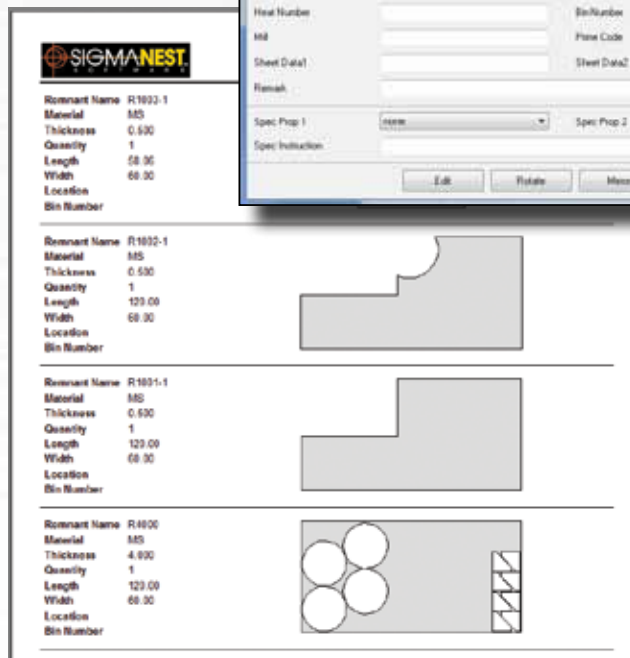 Heat Number
Bin Number
Mill
Prime Code
Sheet Data1
Sheet Data2
Remark
Spec Prop 1
none
Spec Prop 2
Spec Instruction
Edit
Rotate
SIGMANEST
SOFTWARE
Remnant Name R1003-1
Material MS
Thickness 0.500
Quantity 1
Length
Width 60.00
Location
Bin Number
Remnant Name R1002-1
Material MS
Thickness 0.500
Quantity 1
Length 120.00
Width 60.00
Location
Bin Number
Remnant Name R1001-1
Material MS
Thickness 0.500
Quantity 1
Length 120.00
Width 60.00
Location
Bin Number
Remnant Name R4000
Material MS
Thickness 4.000
Quantity 1
Length 120.00
Width 60.00
Location
Bin Number